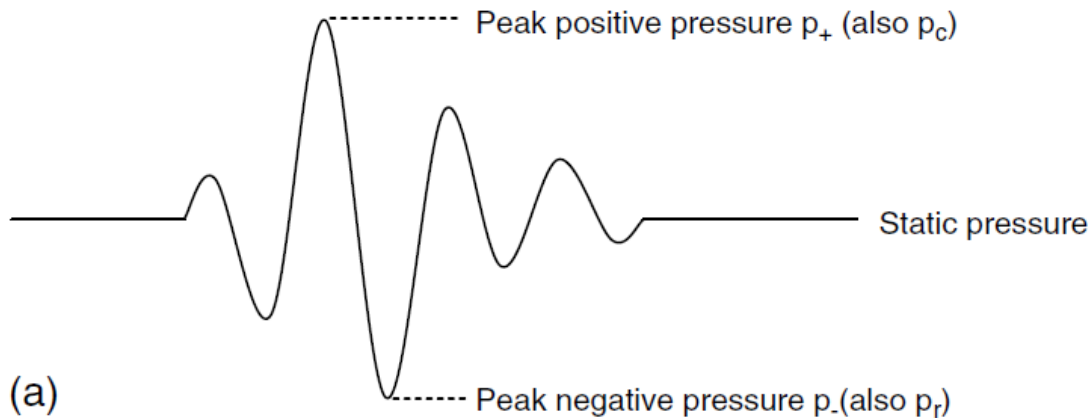 Peak positive pressure p+ (also pc)
Static pressure
(a)
Peak negative pressure p-(also pr)